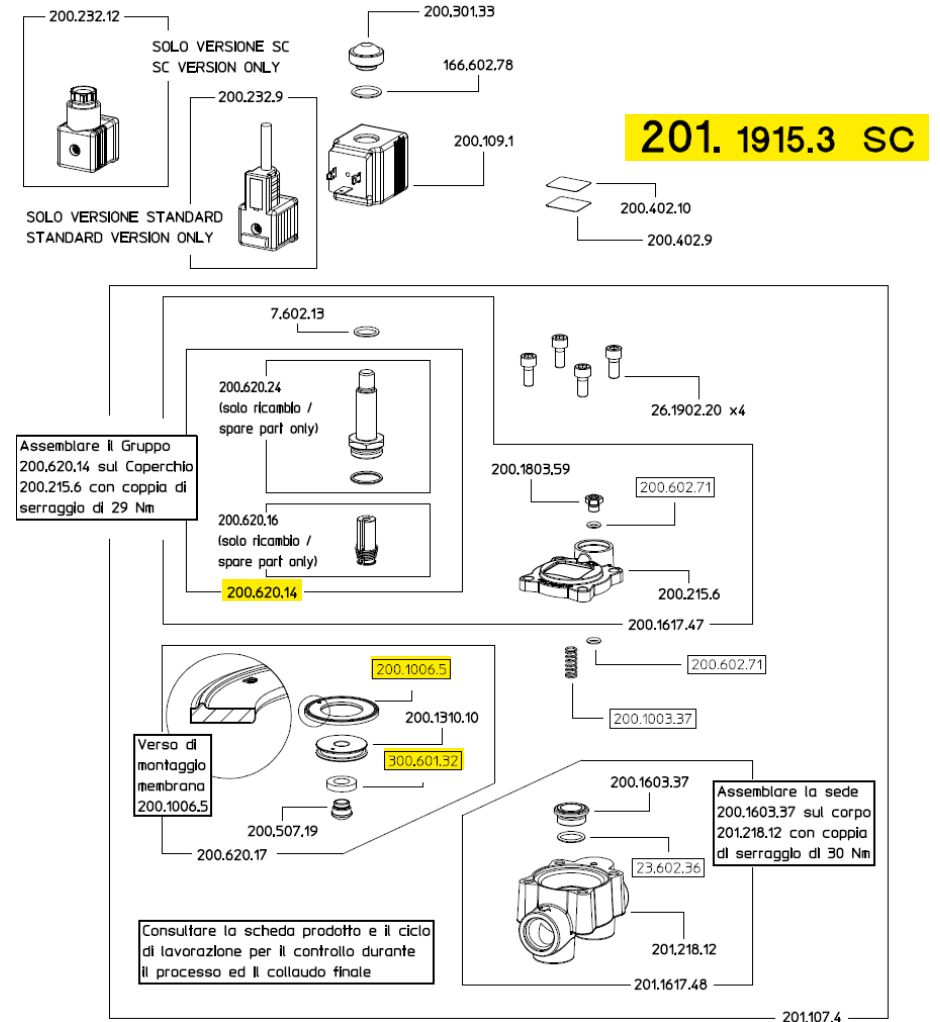 200.232.12
SOLO VERSIONE SC
SC VERSION ONLY
200.301.33
166.602.78
200.232.9
200.109.1
201. 1915.3 SC
SOLO VERSIONE STANDARD
STANDARD VERSION ONLY
200.402.10
200.402.9
7.602.13
200.620.24
(solo ricambio /
spare part only)
26.1902.20 x4
Assemblare il Gruppo
200.620.14 sul Coperchio
200.215.6 con coppia di
serraggio di 29 Nm
200.1803.59
200.602.71
200.620.16
(solo ricambio /
spare part only)
200.620.14
200.215.6
200.1617.47
200.602.71
200.1006.5
200.1310.10
200.1003.37
Verso di
montaggio
membrana
200.1006.5
300.601.32
200.507.19
200.620.17
200.1603.37
Assemblare la sede
200.1603.37 sul corpo
201.218.12 con coppia
di serraggio di 30 Nm
23.602.36
Consultare la scheda prodotto e il ciclo
di lavorazione per il controllo durante
il processo ed Il collaudo finale
201.218.12
201.1617.48
201.107.4